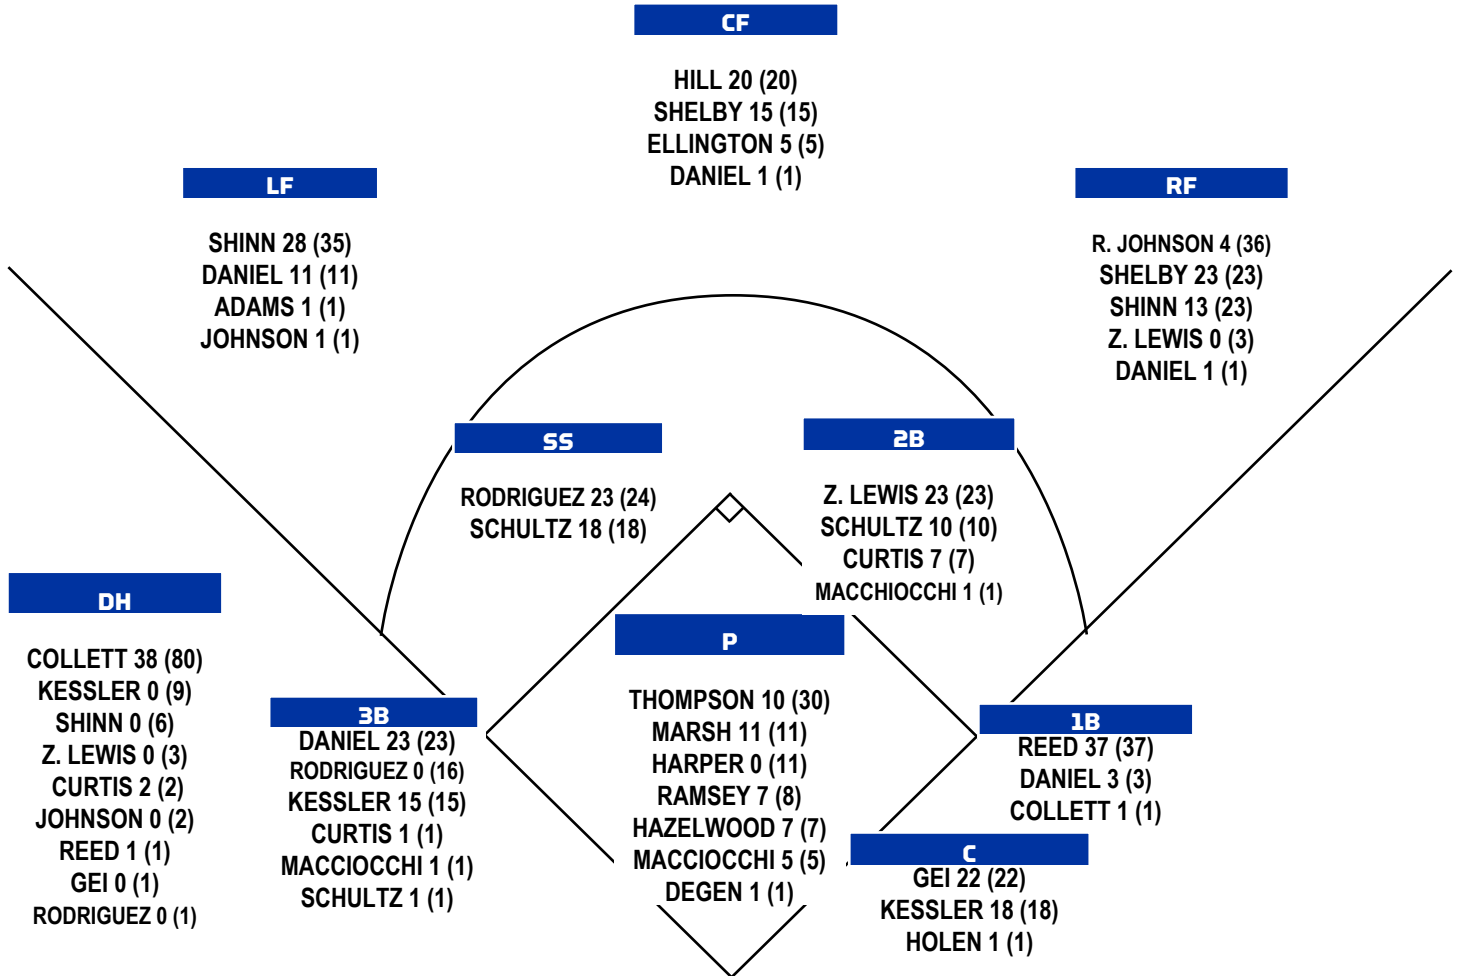 CF
HILL 20 (20)
SHELBY 15 (15)
ELLINGTON 5 (5)
DANIEL 1 (1)
LF
SHINN 28 (35)
DANIEL 11 (11)
ADAMS 1 (1)
JOHNSON 1 (1)
RF
R. JOHNSON 4 (36)
SHELBY 23 (23)
SHINN 13 (23)
Z. LEWIS 0 (3)
DANIEL 1 (1)
SS
RODRIGUEZ 23 (24)
SCHULTZ 18 (18)
2B
Z. LEWIS 23 (23)
SCHULTZ 10 (10)
CURTIS 7 (7)
MACCHIOCCHI 1 (1)
DH
COLLETT 38 (80)
KESSLER 0 (9)
SHINN 0 (6)
Z. LEWIS 0 (3)
CURTIS 2 (2)
JOHNSON 0 (2)
REED 1 (1)
GEI 0 (1)
RODRIGUEZ 0 (1)
3B
DANIEL 23 (23)
RODRIGUEZ 0 (16)
KESSLER 15 (15)
CURTIS 1 (1)
MACCIOCCHI 1 (1)
SCHULTZ 1 (1)
P
THOMPSON 10 (30)
MARSH 11 (11)
HARPER 0 (11)
RAMSEY 7 (8)
HAZELWOOD 7 (7)
MACCIOCCHI 5 (5)
DEGEN 1 (1)
1B
REED 37 (37)
DANIEL 3 (3)
COLLETT 1 (1)
C
GEI 22 (22)
KESSLER 18 (18)
HOLEN 1 (1)